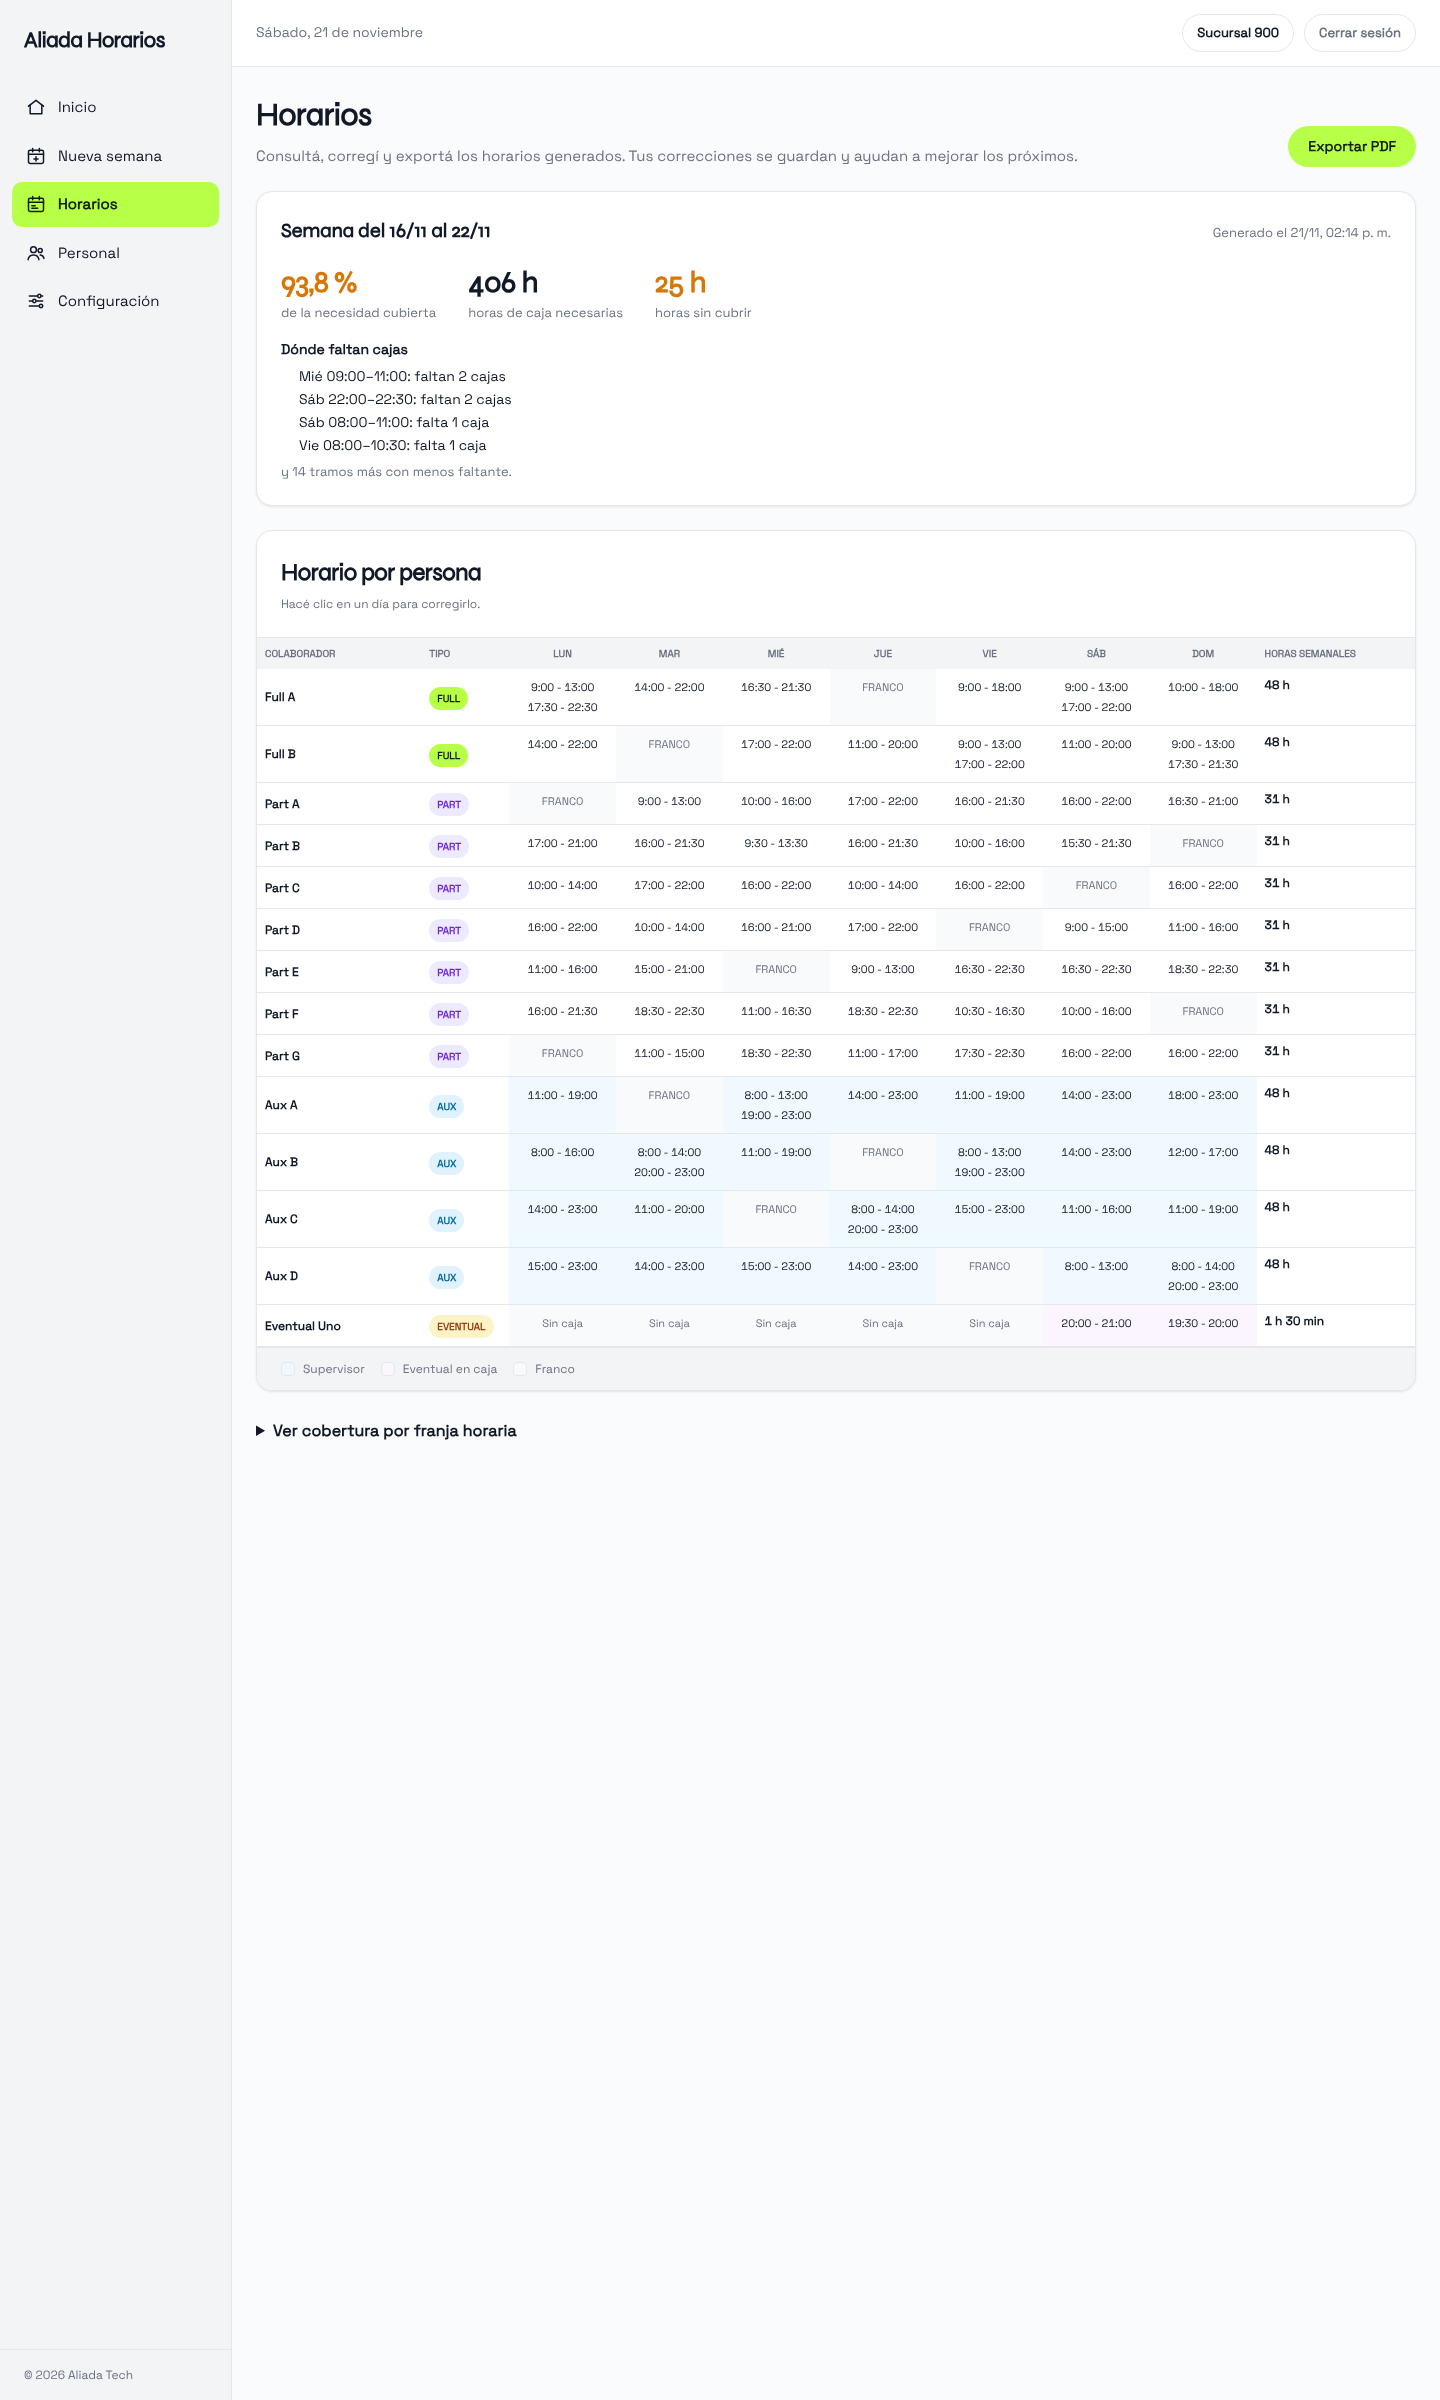 Aliada Horarios
Inicio
Nueva semana
Horarios
Personal
Configuración
© 2026 Aliada Tech
Sábado, 21 de noviembre
Sucursal 900
Cerrar sesión
Horarios
Consultá, corregí y exportá los horarios generados. Tus correcciones se guardan y ayudan a mejorar los próximos.
Exportar PDF
Semana del 16/11 al 22/11
Generado el 21/11, 02:14 p. m.
93,8 % 406 h 25 h
de la necesidad cubierta horas de caja necesarias horas sin cubrir
Dónde faltan cajas
Mié 09:00–11:00: faltan 2 cajas
Sáb 22:00–22:30: faltan 2 cajas
Sáb 08:00–11:00: falta 1 caja
Vie 08:00–10:30: falta 1 caja
y 14 tramos más con menos faltante.
Horario por persona
Hacé clic en un día para corregirlo.
COLABORADOR TIPO LUN MAR MIÉ JUE VIE SÁB DOM HORAS SEMANALES
Full A FULL 9:00 - 13:00 14:00 - 22:00 16:30 - 21:30 FRANCO 9:00 - 18:00 9:00 - 13:00 10:00 - 18:00 48 h
17:30 - 22:30 17:00 - 22:00
Full B FULL 14:00 - 22:00 FRANCO 17:00 - 22:00 11:00 - 20:00 9:00 - 13:00 11:00 - 20:00 9:00 - 13:00 48 h
17:00 - 22:00 17:30 - 21:30
Part A PART FRANCO 9:00 - 13:00 10:00 - 16:00 17:00 - 22:00 16:00 - 21:30 16:00 - 22:00 16:30 - 21:00 31 h
Part B PART 17:00 - 21:00 16:00 - 21:30 9:30 - 13:30 16:00 - 21:30 10:00 - 16:00 15:30 - 21:30 FRANCO 31 h
Part C PART 10:00 - 14:00 17:00 - 22:00 16:00 - 22:00 10:00 - 14:00 16:00 - 22:00 FRANCO 16:00 - 22:00 31 h
Part D PART 16:00 - 22:00 10:00 - 14:00 16:00 - 21:00 17:00 - 22:00 FRANCO 9:00 - 15:00 11:00 - 16:00 31 h
Part E PART 11:00 - 16:00 15:00 - 21:00 FRANCO 9:00 - 13:00 16:30 - 22:30 16:30 - 22:30 18:30 - 22:30 31 h
Part F PART 16:00 - 21:30 18:30 - 22:30 11:00 - 16:30 18:30 - 22:30 10:30 - 16:30 10:00 - 16:00 FRANCO 31 h
Part G PART FRANCO 11:00 - 15:00 18:30 - 22:30 11:00 - 17:00 17:30 - 22:30 16:00 - 22:00 16:00 - 22:00 31 h
Aux A AUX 11:00 - 19:00 FRANCO 8:00 - 13:00 14:00 - 23:00 11:00 - 19:00 14:00 - 23:00 18:00 - 23:00 48 h
19:00 - 23:00
Aux B AUX 8:00 - 16:00 8:00 - 14:00 11:00 - 19:00 FRANCO 8:00 - 13:00 14:00 - 23:00 12:00 - 17:00 48 h
20:00 - 23:00 19:00 - 23:00
Aux C AUX 14:00 - 23:00 11:00 - 20:00 FRANCO 8:00 - 14:00 15:00 - 23:00 11:00 - 16:00 11:00 - 19:00 48 h
20:00 - 23:00
Aux D AUX 15:00 - 23:00 14:00 - 23:00 15:00 - 23:00 14:00 - 23:00 FRANCO 8:00 - 13:00 8:00 - 14:00 48 h
20:00 - 23:00
Eventual Uno EVENTUAL Sin caja Sin caja Sin caja Sin caja Sin caja 20:00 - 21:00 19:30 - 20:00 1 h 30 min
Supervisor Eventual en caja Franco
Ver cobertura por franja horaria